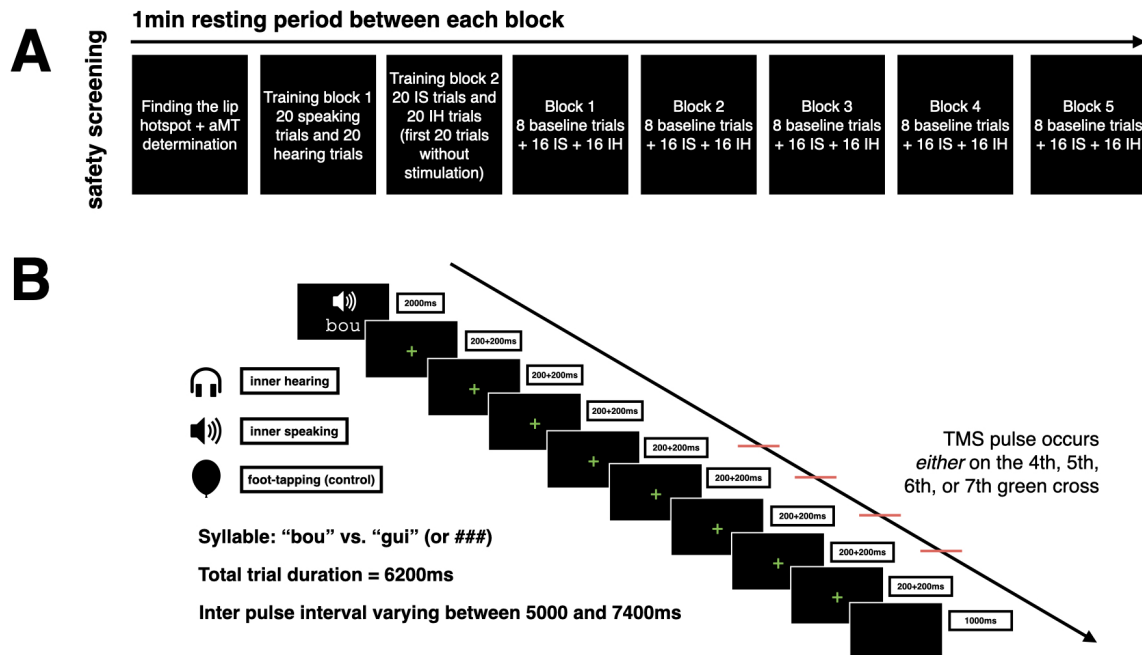 A
1min resting period between each block
safety screening
Finding the lip
hotspot + aMT
determination
Training block 1
20 speaking
trials and 20
hearing trials
Training block 2
20 IS trials and
20 IH trials
(first 20 trials
without
stimulation)
Block 1
8 baseline trials
+ 16 IS + 16 IH
Block 2
8 baseline trials
+ 16 IS + 16 IH
Block 3
8 baseline trials
+ 16 IS + 16 IH
Block 4
8 baseline trials
+ 16 IS + 16 IH
Block 5
8 baseline trials
+ 16 IS + 16 IH
B
bou
2000ms
200+200ms
200+200ms
200+200ms
200+200ms
200+200ms
200+200ms
200+200ms
200+200ms
1000ms
inner hearing
inner speaking
foot-tapping (control)
TMS pulse occurs
either on the 4th, 5th,
6th, or 7th green cross
Syllable: “bou” vs. “gui” (or ###)
Total trial duration = 6200ms
Inter pulse interval varying between 5000 and 7400ms